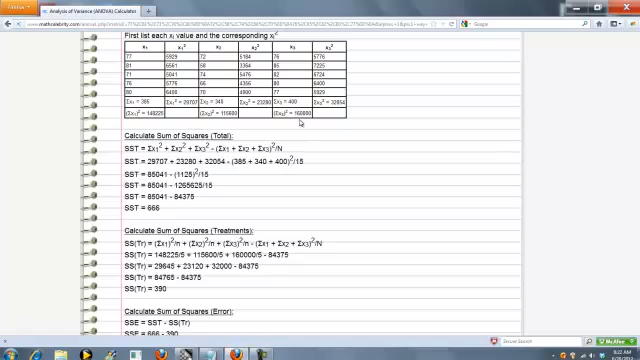 Analysis of Variance Calculator
First list each xᵢ value and the corresponding xᵢ²
x₁ x₁² x₂ x₂² x₃ x₃²
77 5929 72 5184 76 5776
81 6561 58 3364 85 7225
71 5041 74 5476 82 6724
76 5776 66 4356 80 6400
80 6400 70 4900 77 5929
Σx₁ = 385 Σx₁² = 29707 Σx₂ = 340 Σx₂² = 23280 Σx₃ = 400 Σx₃² = 32054
(Σx₁)² = 148225 (Σx₂)² = 115600 (Σx₃)² = 160000
Calculate Sum of Squares (Total):
SST = Σx1² + Σx2² + Σx3² - (Σx1 + Σx2 + Σx3)²/N
SST = 29707 + 23280 + 32054 - (385 + 340 + 400)²/15
SST = 85041 - (1125)²/15
SST = 85041 - 1265625/15
SST = 85041 - 84375
SST = 666
Calculate Sum of Squares (Treatments):
SS(Tr) = (Σx1)²/n + (Σx2)²/n + (Σx3)²/n - (Σx1 + Σx2 + Σx3)²/N
SS(Tr) = 148225/5 + 115600/5 + 160000/5 - 84375
SS(Tr) = 29645 + 23120 + 32000 - 84375
SS(Tr) = 84765 - 84375
SS(Tr) = 390
Calculate Sum of Squares (Error):
SSE = SST - SS(Tr)
SSE = 666 - 390
McAfee
8:22 AM